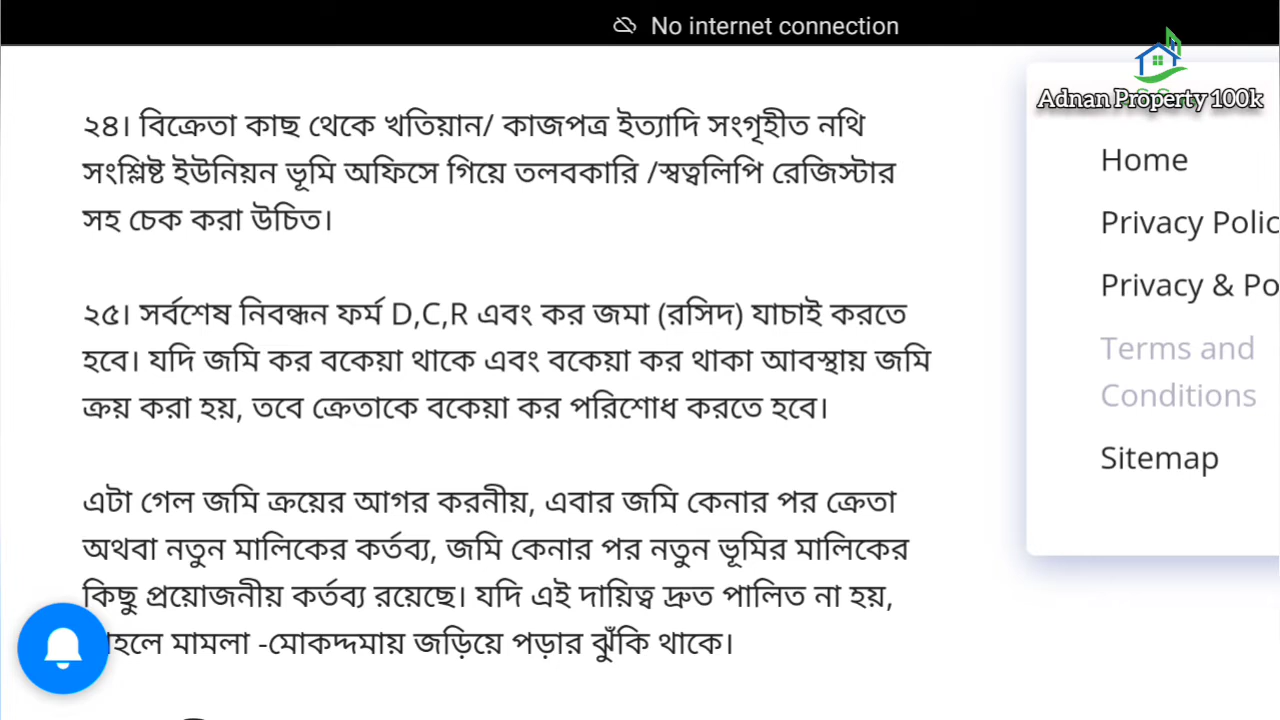 No internet connection
Adnan Property 100k
২৪। বিক্রেতা কাছ থেকে খতিয়ান/ কাজপত্র ইত্যাদি সংগৃহীত নথি
সংশ্লিষ্ট ইউনিয়ন ভূমি অফিসে গিয়ে তলবকারি /স্বত্বলিপি রেজিস্টার
সহ চেক করা উচিত।
২৫। সর্বশেষ নিবন্ধন ফর্ম D,C,R এবং কর জমা (রসিদ) যাচাই করতে
হবে। যদি জমি কর বকেয়া থাকে এবং বকেয়া কর থাকা আবস্থায় জমি
ক্রয় করা হয়, তবে ক্রেতাকে বকেয়া কর পরিশোধ করতে হবে।
এটা গেল জমি ক্রয়ের আগর করনীয়, এবার জমি কেনার পর ক্রেতা
অথবা নতুন মালিকের কর্তব্য, জমি কেনার পর নতুন ভূমির মালিকের
কিছু প্রয়োজনীয় কর্তব্য রয়েছে। যদি এই দায়িত্ব দ্রুত পালিত না হয়,
হলে মামলা -মোকদ্দমায় জড়িয়ে পড়ার ঝুঁকি থাকে।
Home
Privacy Polic
Privacy & Po
Terms and
Conditions
Sitemap